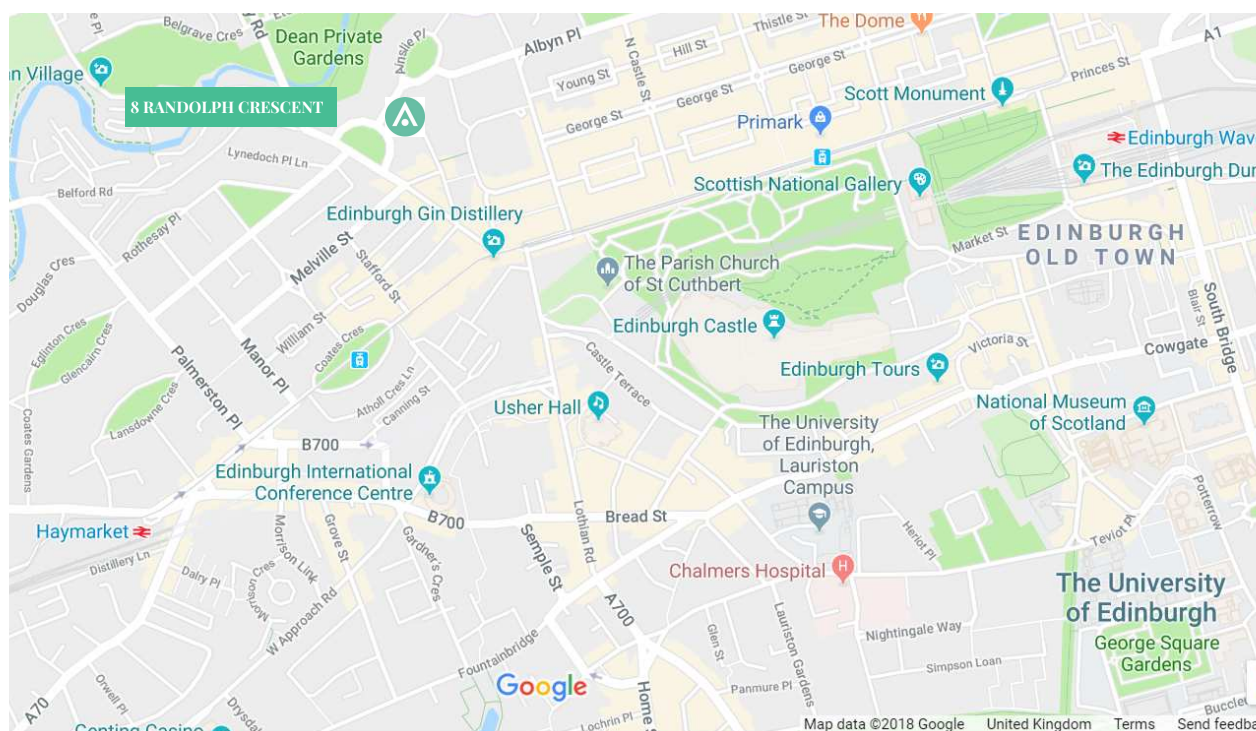 Belgrave Cres
Dean Private
Gardens
Ainslie Pl
Albyn Pl
N Castle St
Hill St
Thistle St
The Dome
A1
Young St
George St
Princes St
n Village
8 RANDOLPH CRESCENT
George St
George St
Scott Monument
Primark
Lynedoch Pl Ln
Edinburgh Wav
Belford Rd
Scottish National Gallery
The Edinburgh Dun
Rothesay Pl
Edinburgh Gin Distillery
Market St
EDINBURGH
OLD TOWN
Melville St
Stafford St
The Parish Church
of St Cuthbert
Douglas Cres
South Bridge
Blair St
Edinburgh Castle
Eglinton Cres
Glencairn Cres
William St
Coates Cres
Castle Terrace
Victoria St
Cowgate
Palmerston Pl
Manor Pl
Edinburgh Tours
Atholl Cres Ln
Canning St
Usher Hall
National Museum
of Scotland
Lansdowne Cres
Coates Gardens
The University
of Edinburgh,
Lauriston
Campus
B700
Edinburgh International
Conference Centre
Lothian Rd
Potterrow
B700
Bread St
Haymarket
Grove St
Morrison Link
Morrison Cres
Gardner's Cres
Semple St
Heriot Pl
Teviot Pl
Distillery Ln
Dalry Pl
Chalmers Hospital
The University
of Edinburgh
W Approach Rd
A700
Lauriston Gardens
Glen St
Nightingale Way
George Square
Gardens
Fountainbridge
Simpson Loan
Orwell Pl
Google
Home S
Panmure Pl
A70
Drysda
Lochrin Pl
Buccleu
Genting Casino
Map data ©2018 Google United Kingdom Terms Send feedba